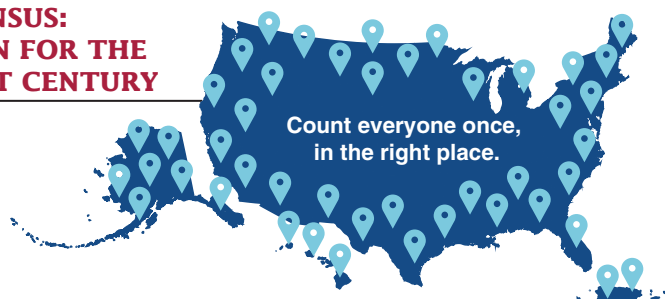 NSUS:
N FOR THE
T CENTURY
Count everyone once,
in the right place.